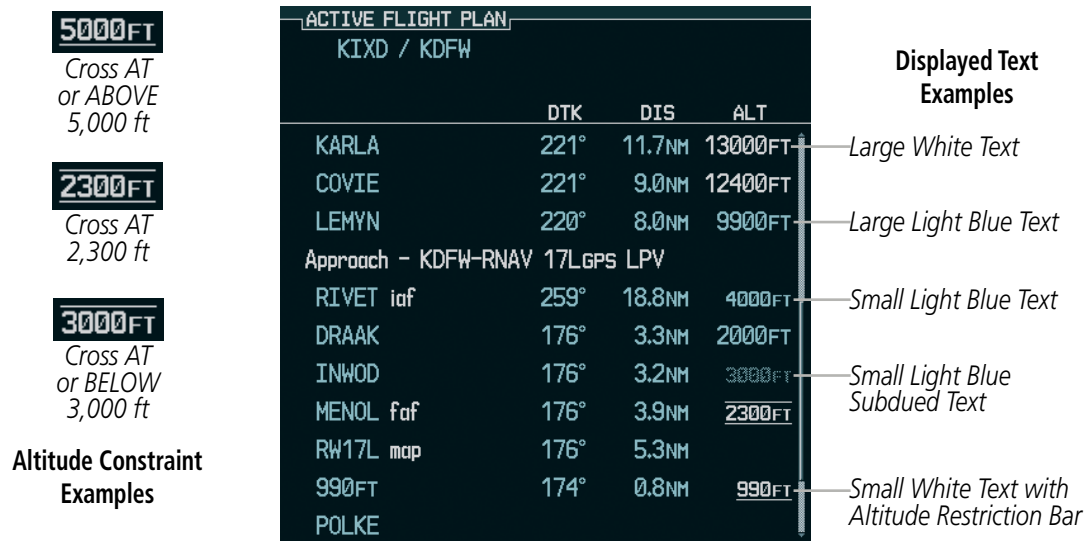 5000FT
Cross AT
or ABOVE
5,000 ft
2300FT
Cross AT
2,300 ft
3000FT
Cross AT
or BELOW
3,000 ft
Altitude Constraint
Examples
ACTIVE FLIGHT PLAN
KIXD / KDFW
DTK DIS ALT
KARLA 221° 11.7NM 13000FT
COVIE 221° 9.0NM 12400FT
LEMYN 220° 8.0NM 9900FT
Approach – KDFW-RNAV 17LGPS LPV
RIVET iaf 259° 18.8NM 4000FT
DRAAK 176° 3.3NM 2000FT
INWOD 176° 3.2NM 3000FT
MENOL faf 176° 3.9NM 2300FT
RW17L map 176° 5.3NM
990FT 174° 0.8NM 990FT
POLKE
Displayed Text
Examples
Large White Text
Large Light Blue Text
Small Light Blue Text
Small Light Blue
Subdued Text
Small White Text with
Altitude Restriction Bar